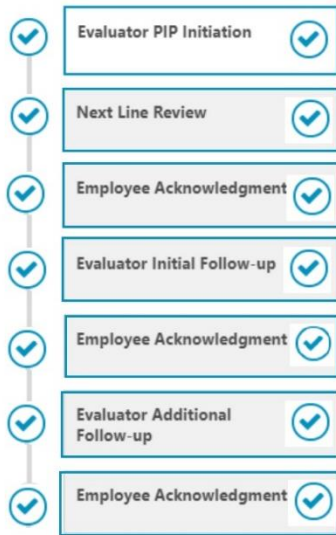 Evaluator PIP Initiation
Next Line Review
Employee Acknowledgment
Evaluator Initial Follow-up
Employee Acknowledgment
Evaluator Additional
Follow-up
Employee Acknowledgment